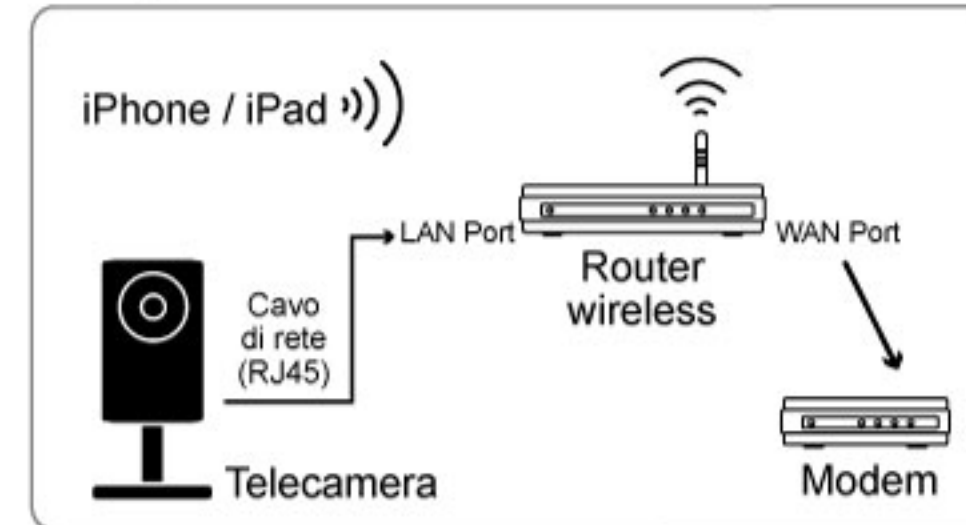 iPhone / iPad
LAN Port
WAN Port
Router
wireless
Cavo
di rete
(RJ45)
Telecamera
Modem